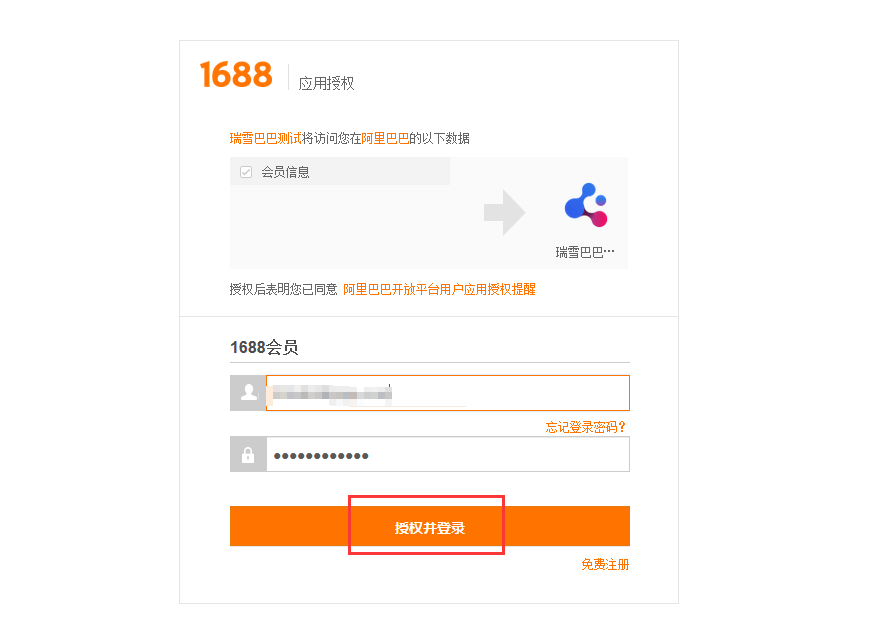 1688 应用授权
瑞雪巴巴测试将访问您在阿里巴巴的以下数据
会员信息
瑞雪巴巴…
授权后表明您已同意 阿里巴巴开放平台用户应用授权提醒
1688会员
忘记登录密码?
••••••••••••
授权并登录
免费注册